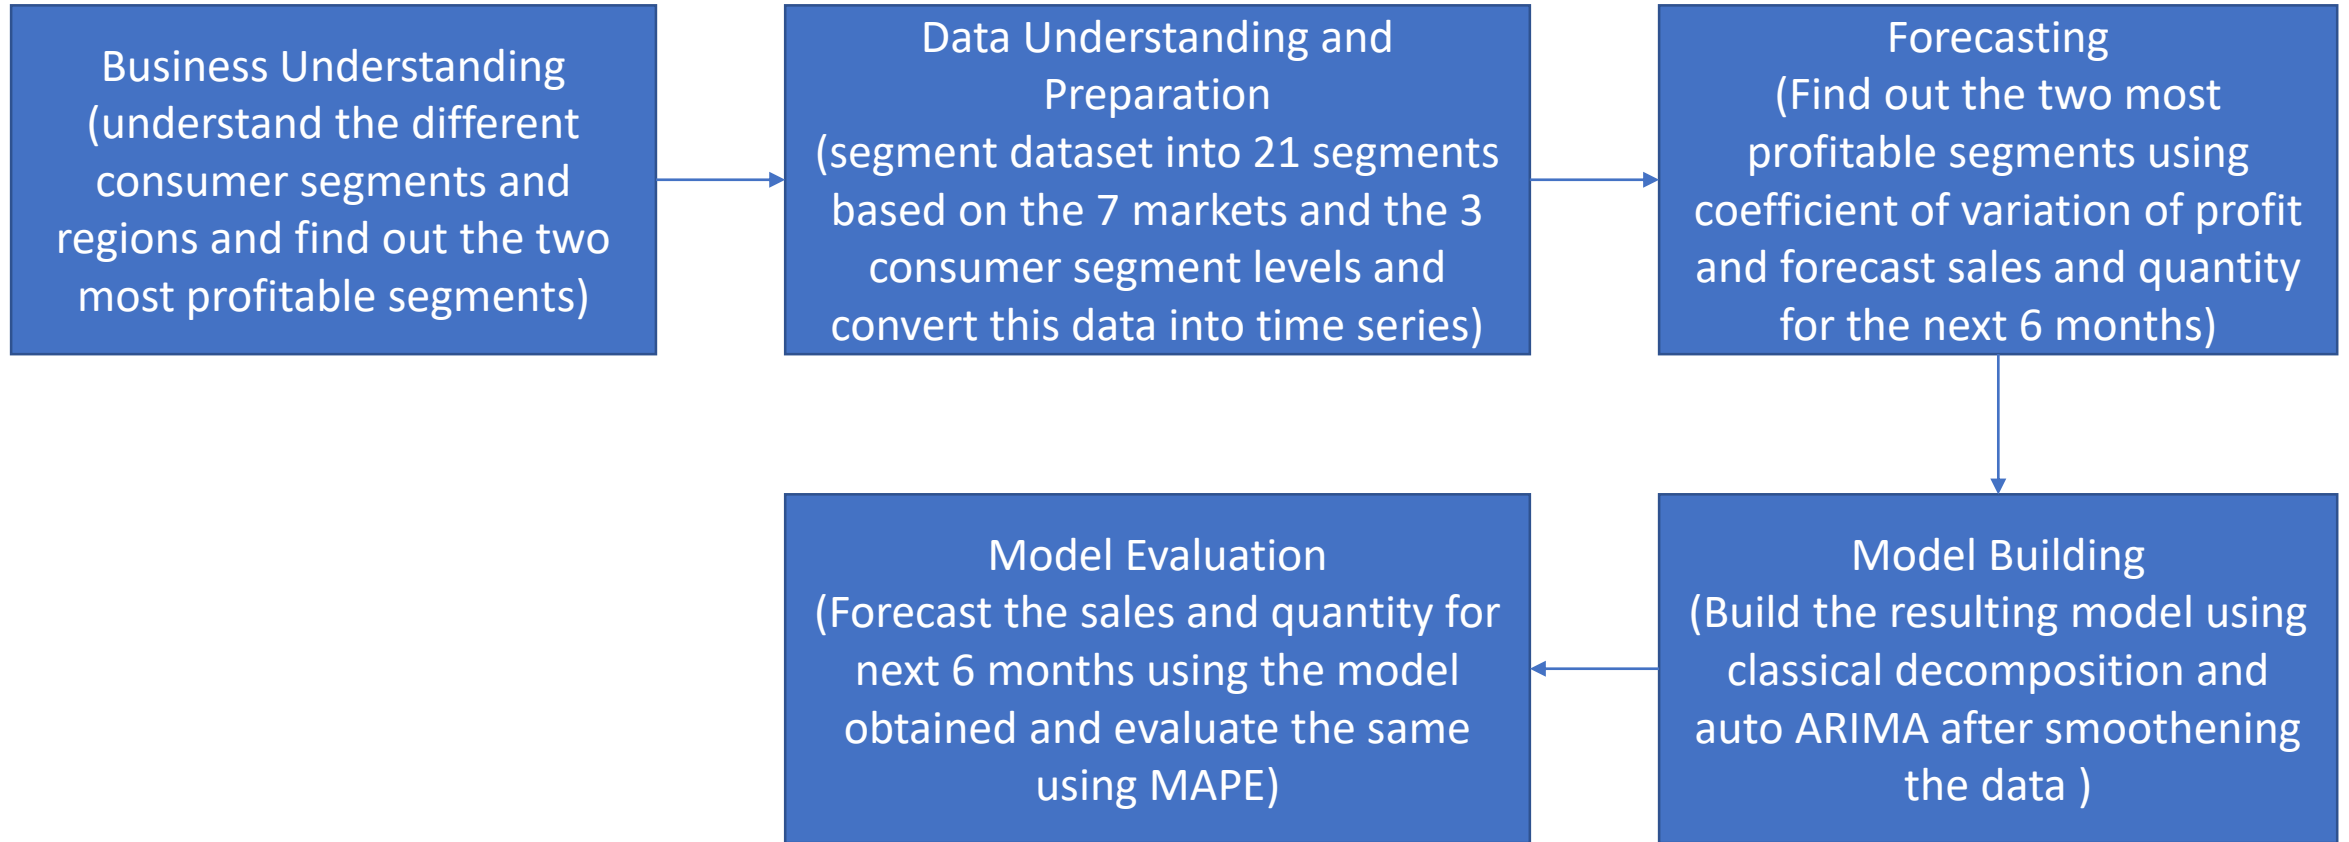 Business Understanding
(understand the different
consumer segments and
regions and find out the two
most profitable segments)
Data Understanding and
Preparation
(segment dataset into 21 segments
based on the 7 markets and the 3
consumer segment levels and
convert this data into time series)
Forecasting
(Find out the two most
profitable segments using
coefficient of variation of profit
and forecast sales and quantity
for the next 6 months)
Model Building
(Build the resulting model using
classical decomposition and
auto ARIMA after smoothening
the data )
Model Evaluation
(Forecast the sales and quantity for
next 6 months using the model
obtained and evaluate the same
using MAPE)